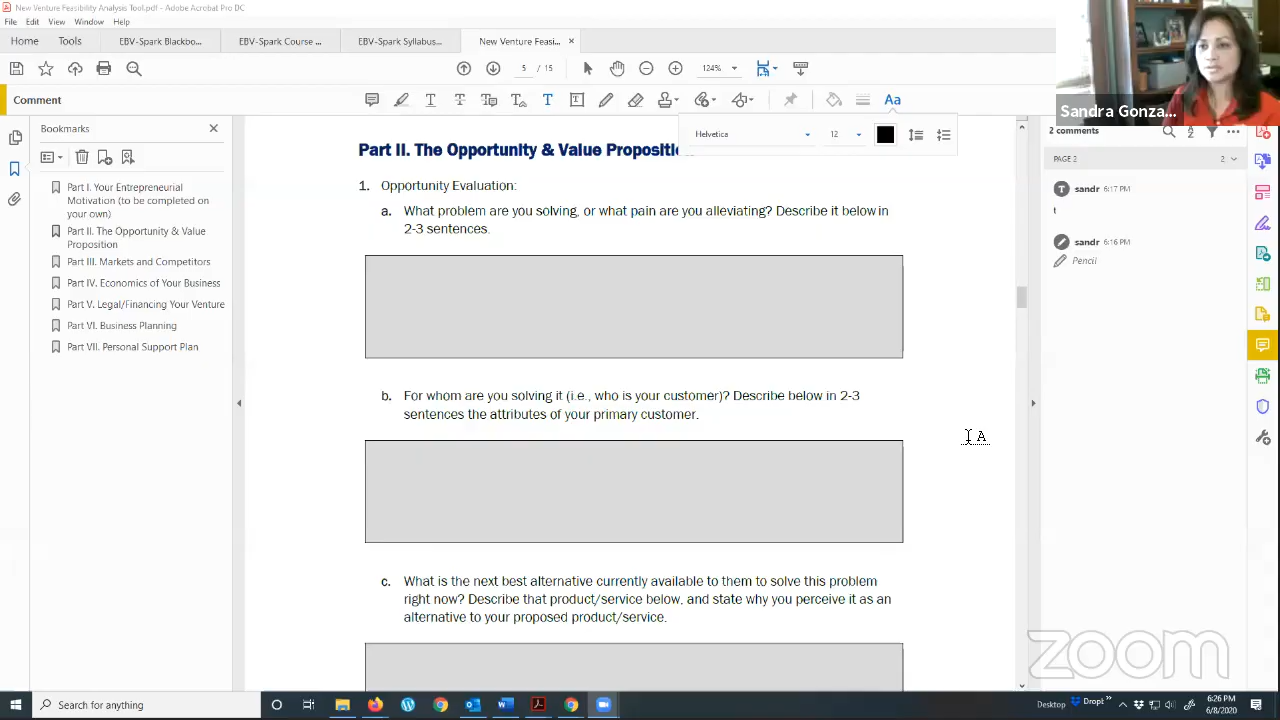 New Venture Feasibility Analysis Tool.pdf - Adobe Acrobat Pro DC
File Edit View Window Help
Home Tools EBV-Spark Blackbo... EBV-Spark Course ... EBV-Spark Syllabus... New Venture Feasi... ×
5 / 15 124%
Comment
Aa
Bookmarks
Helvetica 12
Part I. Your Entrepreneurial
Motivation (to be completed on
your own)
Part II. The Opportunity & Value
Proposition
Part III. Markets and Competitors
Part IV. Economics of Your Business
Part V. Legal/Financing Your Venture
Part VI. Business Planning
Part VII. Personal Support Plan
Part II. The Opportunity & Value Propositi
1. Opportunity Evaluation:
a. What problem are you solving, or what pain are you alleviating? Describe it below in
2-3 sentences.
b. For whom are you solving it (i.e., who is your customer)? Describe below in 2-3
sentences the attributes of your primary customer.
c. What is the next best alternative currently available to them to solve this problem
right now? Describe that product/service below, and state why you perceive it as an
alternative to your proposed product/service.
Sandra Gonza...
2 comments
PAGE 2 2
T sandr 6:17 PM
t
sandr 6:16 PM
Pencil
A
zoom
Search for anything
Desktop Dropb » 6:26 PM
6/8/2020